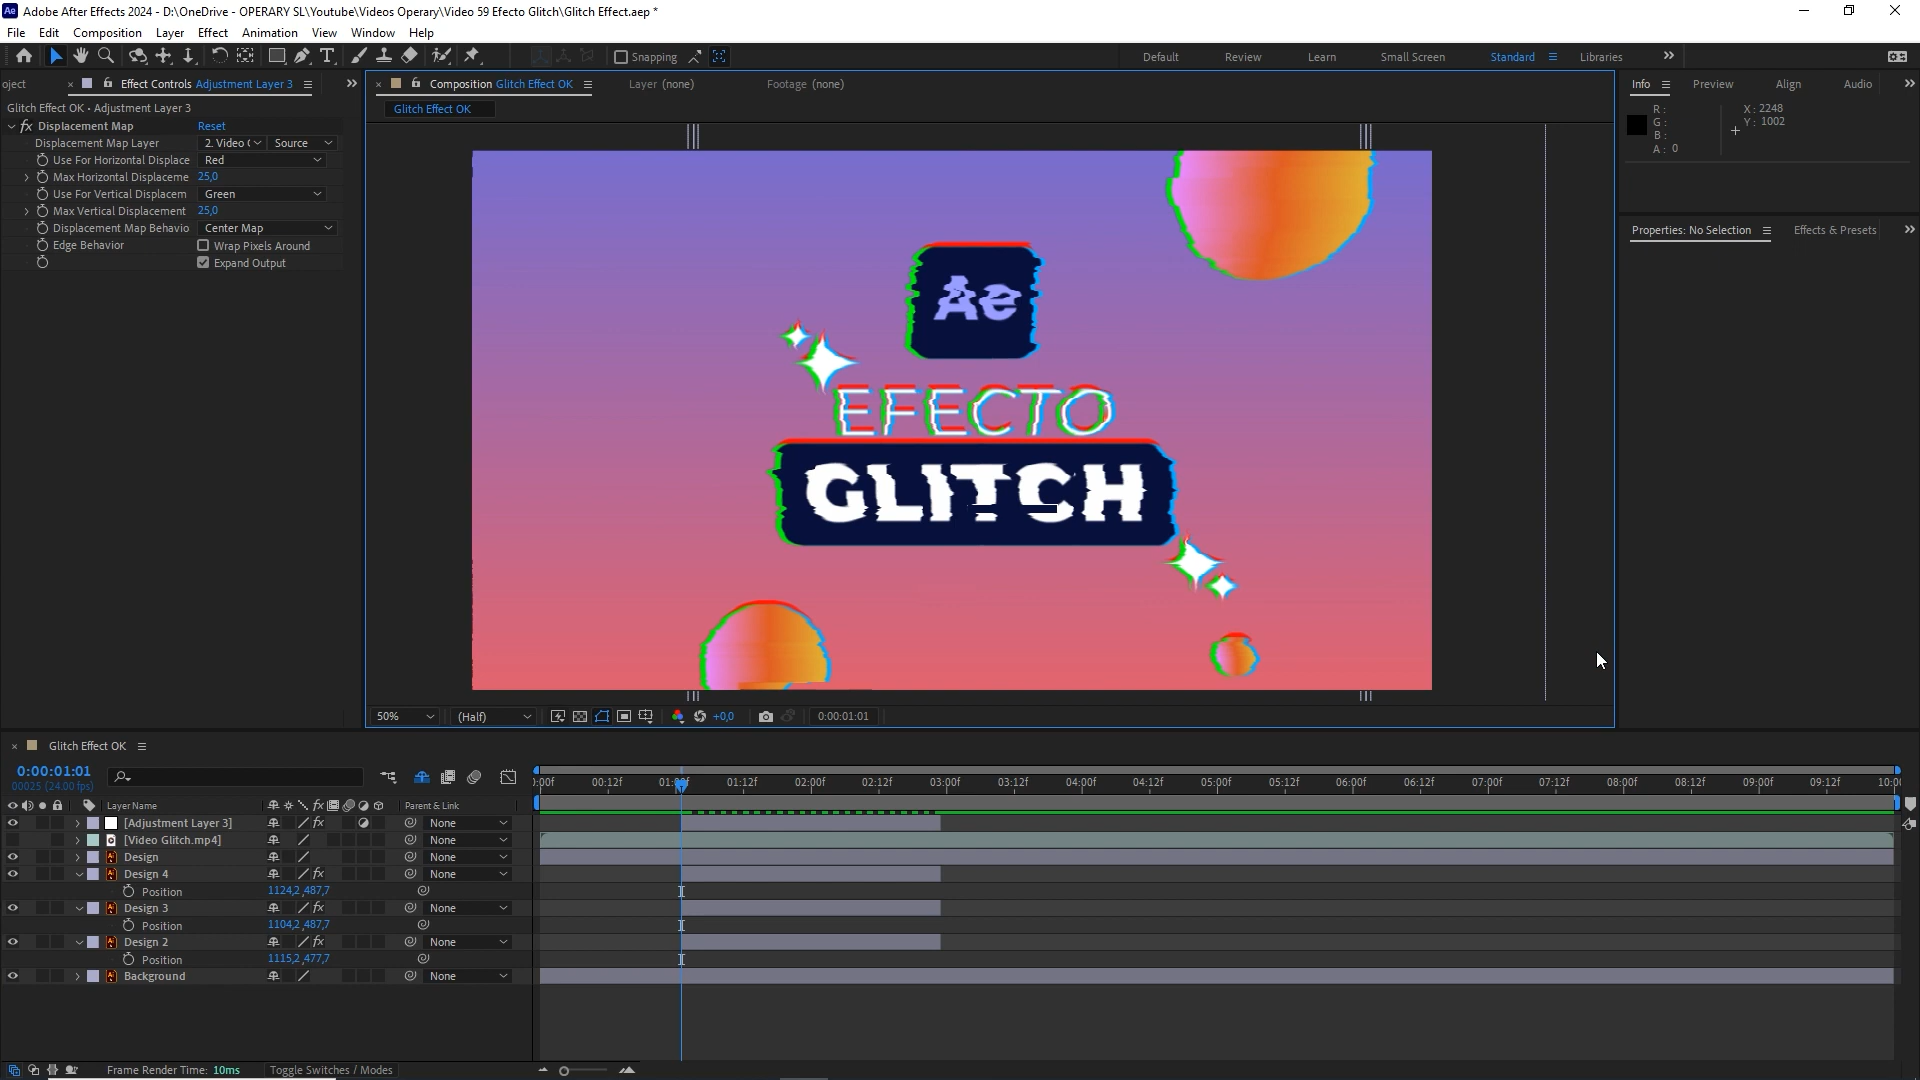 Ae Adobe After Effects 2024 - D:\OneDrive - OPERARY SL\Youtube\Videos Operary\Video 59 Efecto Glitch\Glitch Effect.aep *
File Edit Composition Layer Effect Animation View Window Help
Snapping Default Review Learn Small Screen Standard Libraries
oject Effect Controls Adjustment Layer 3 Composition Glitch Effect OK Layer (none) Footage (none) Info Preview Align Audio
Glitch Effect OK • Adjustment Layer 3 Glitch Effect OK
R: X: 2248
G: Y: 1002
B:
A: 0
fx Displacement Map Reset
Displacement Map Layer 2. Video ( Source
Use For Horizontal Displace Red
Max Horizontal Displaceme 25,0
Use For Vertical Displacem Green
Max Vertical Displacement 25,0
Displacement Map Behavio Center Map
Edge Behavior Wrap Pixels Around
Expand Output
Properties: No Selection Effects & Presets
Ae
EFECTO
GLITCH
50% (Half) +0,0 0:00:01:01
Glitch Effect OK
0:00:01:01
00025 (24.00 fps)
):00f 00:12f 01:00f 01:12f 02:00f 02:12f 03:00f 03:12f 04:00f 04:12f 05:00f 05:12f 06:00f 06:12f 07:00f 07:12f 08:00f 08:12f 09:00f 09:12f 10:0
Layer Name fx Parent & Link
[Adjustment Layer 3] fx None
[Video Glitch.mp4] None
Design None
Design 4 fx None
Position 1124,2 ,487,7
Design 3 fx None
Position 1104,2 ,487,7
Design 2 fx None
Position 1115,2 ,477,7
Background None
Frame Render Time: 10ms Toggle Switches / Modes